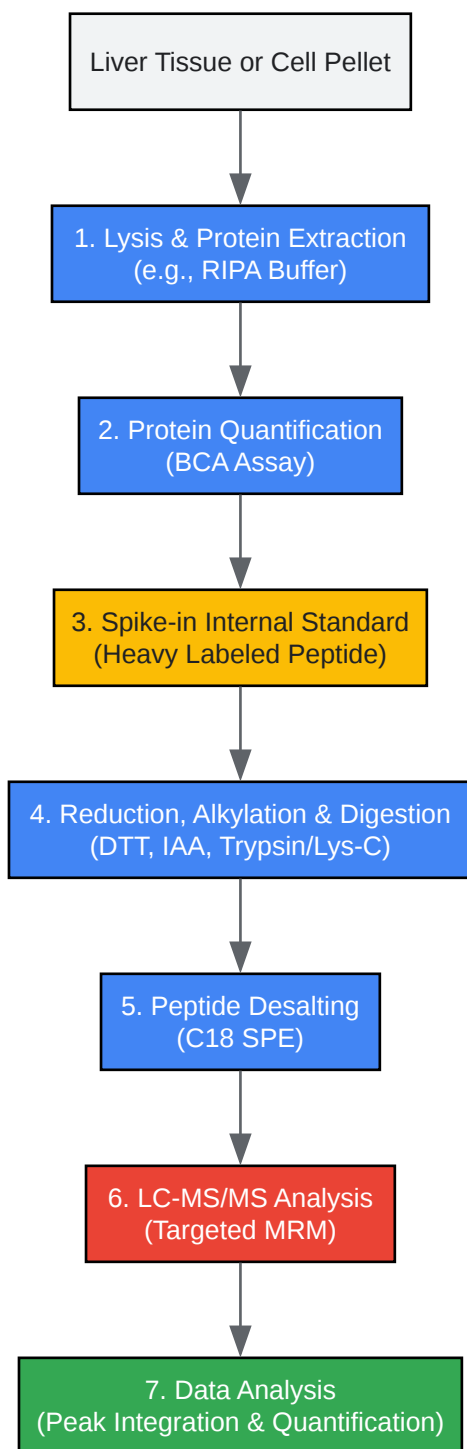 Liver Tissue or Cell Pellet
1. Lysis & Protein Extraction
(e.g., RIPA Buffer)
2. Protein Quantification
(BCA Assay)
3. Spike-in Internal Standard
(Heavy Labeled Peptide)
4. Reduction, Alkylation & Digestion
(DTT, IAA, Trypsin/Lys-C)
5. Peptide Desalting
(C18 SPE)
6. LC-MS/MS Analysis
(Targeted MRM)
7. Data Analysis
(Peak Integration & Quantification)